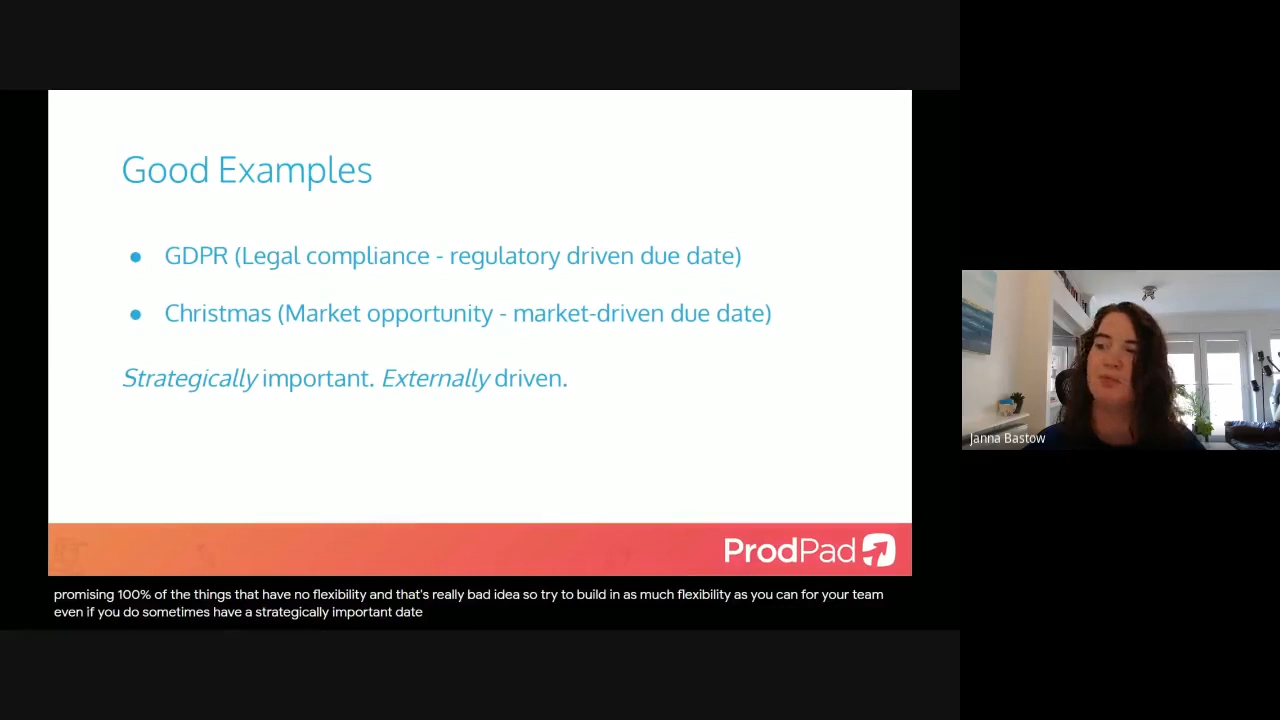 Good Examples
● GDPR (Legal compliance - regulatory driven due date)
● Christmas (Market opportunity - market-driven due date)
Strategically important. Externally driven.
ProdPad
promising 100% of the things that have no flexibility and that's really bad idea so try to build in as much flexibility as you can for your team
even if you do sometimes have a strategically important date
Janna Bastow